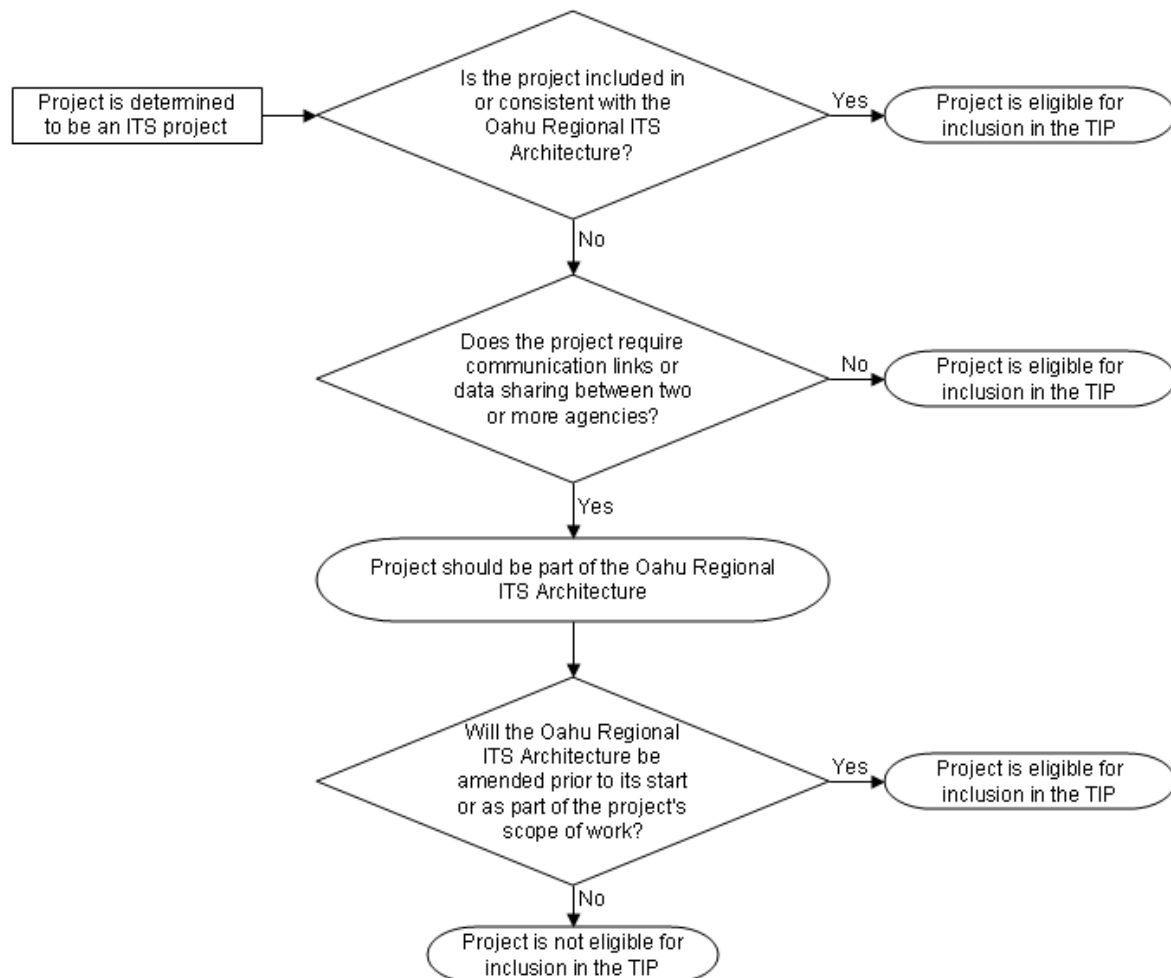 Project is determined
to be an ITS project
Is the project included in
or consistent with the
Oahu Regional ITS
Architecture?
Yes
Project is eligible for
inclusion in the TIP
No
Does the project require
communication links or
data sharing between two
or more agencies?
No
Project is eligible for
inclusion in the TIP
Yes
Project should be part of the Oahu Regional
ITS Architecture
Will the Oahu Regional
ITS Architecture be
amended prior to its start
or as part of the project's
scope of work?
Yes
Project is eligible for
inclusion in the TIP
No
Project is not eligible for
inclusion in the TIP